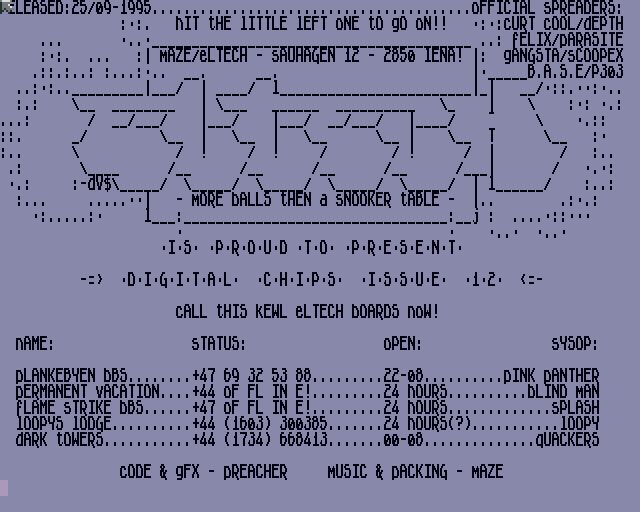 ELEASED:25/09-1995........................................oFFICIAL sPREADERS:
hIT tHE lITTLE lEFT oNE tO gO oN!! cURT COOL/dEPTH
fELIX/pARASITE
MAZE/eLTECH - sAUHAGEN 12 - 2850 lENA! gANGSTA/sCOOPEX
B.A.S.E/P303
:-dV$\
- MORE bALLS tHEN a sNOOKER tABLE -
·I·S· ·P·R·O·U·D ·T·O· ·P·R·E·S·E·N·T·
-=> ·D·I·G·I·T·A·L· ·C·H·I·P·S· ·I·S·S·U·E· ·1·2· <=-
cALL tHIS KEWL eLTECH bOARDS nOW!
nAME: sTATUS: oPEN: sYSOP:
pLANKEBYEN bBS........+47 69 32 53 88.........22-08..........pINK pANTHER
pERMANENT vACATION....+44 oF FL IN E!.........24 hOURS..........bLIND MAN
fLAME sTRIKE bBS......+47 oF FL IN E!.........24 hOURS.............sPLASH
lOOPYS lODGE..........+44 (1603) 300385.......24 hOURS(?)...........lOOPY
dARK tOWERS...........+44 (1734) 668413.......00-08..............qUACKERS
cODE & gFX - pREACHER MUSIC & pACKING - MAZE